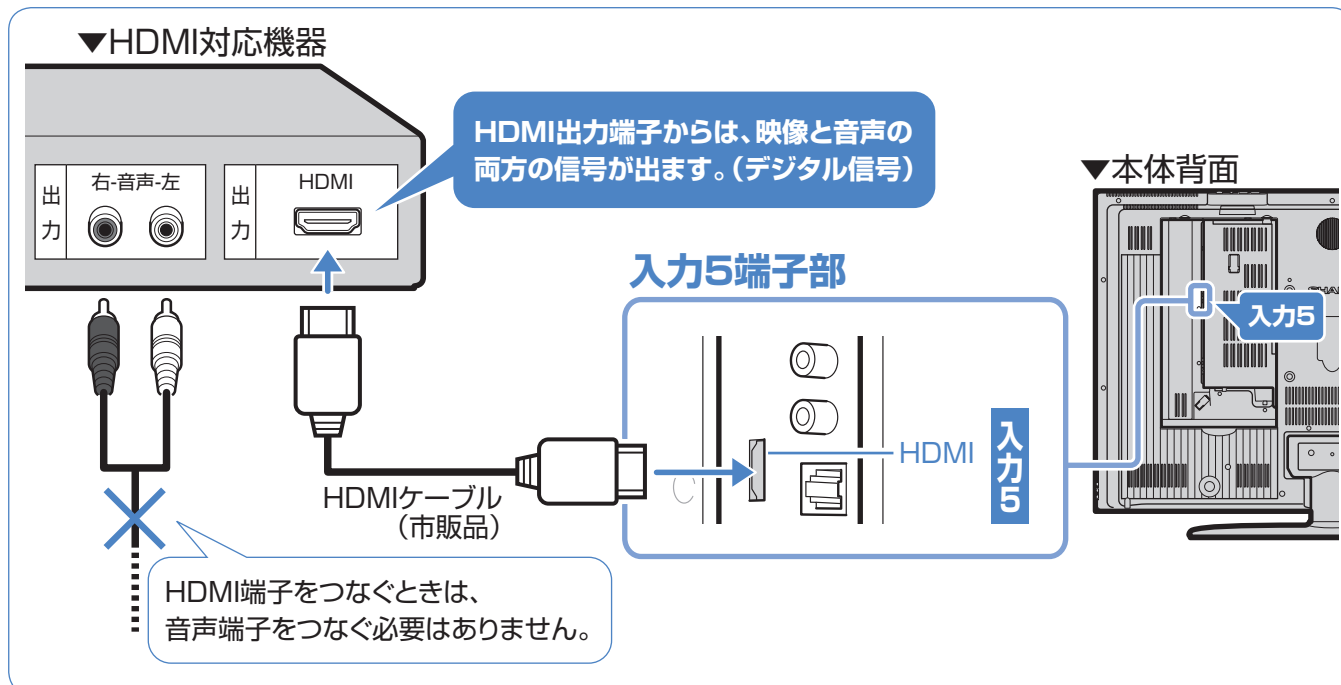 ▼HDMI対応機器
HDMI出力端子からは、映像と音声の
両方の信号が出ます。（デジタル信号）
出力
右-音声-左
出力
HDMI
▼本体背面
入力5
入力5端子部
HDMI
入力5
HDMIケーブル
（市販品）
HDMI端子をつなぐときは、
音声端子をつなぐ必要はありません。